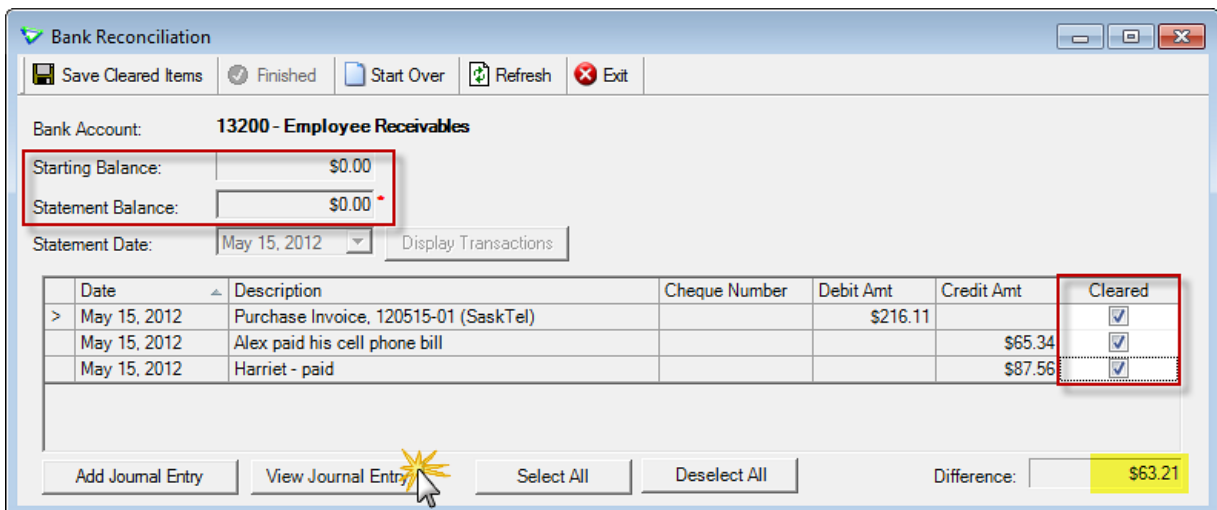 Bank Reconciliation
Save Cleared Items Finished Start Over Refresh Exit
Bank Account: 13200 - Employee Receivables
Starting Balance: $0.00
Statement Balance: $0.00 *
Statement Date: May 15, 2012 Display Transactions
Date Description Cheque Number Debit Amt Credit Amt Cleared
> May 15, 2012 Purchase Invoice, 120515-01 (SaskTel) $216.11
May 15, 2012 Alex paid his cell phone bill $65.34
May 15, 2012 Harriet - paid $87.56
Add Journal Entry View Journal Entry Select All Deselect All Difference: $63.21